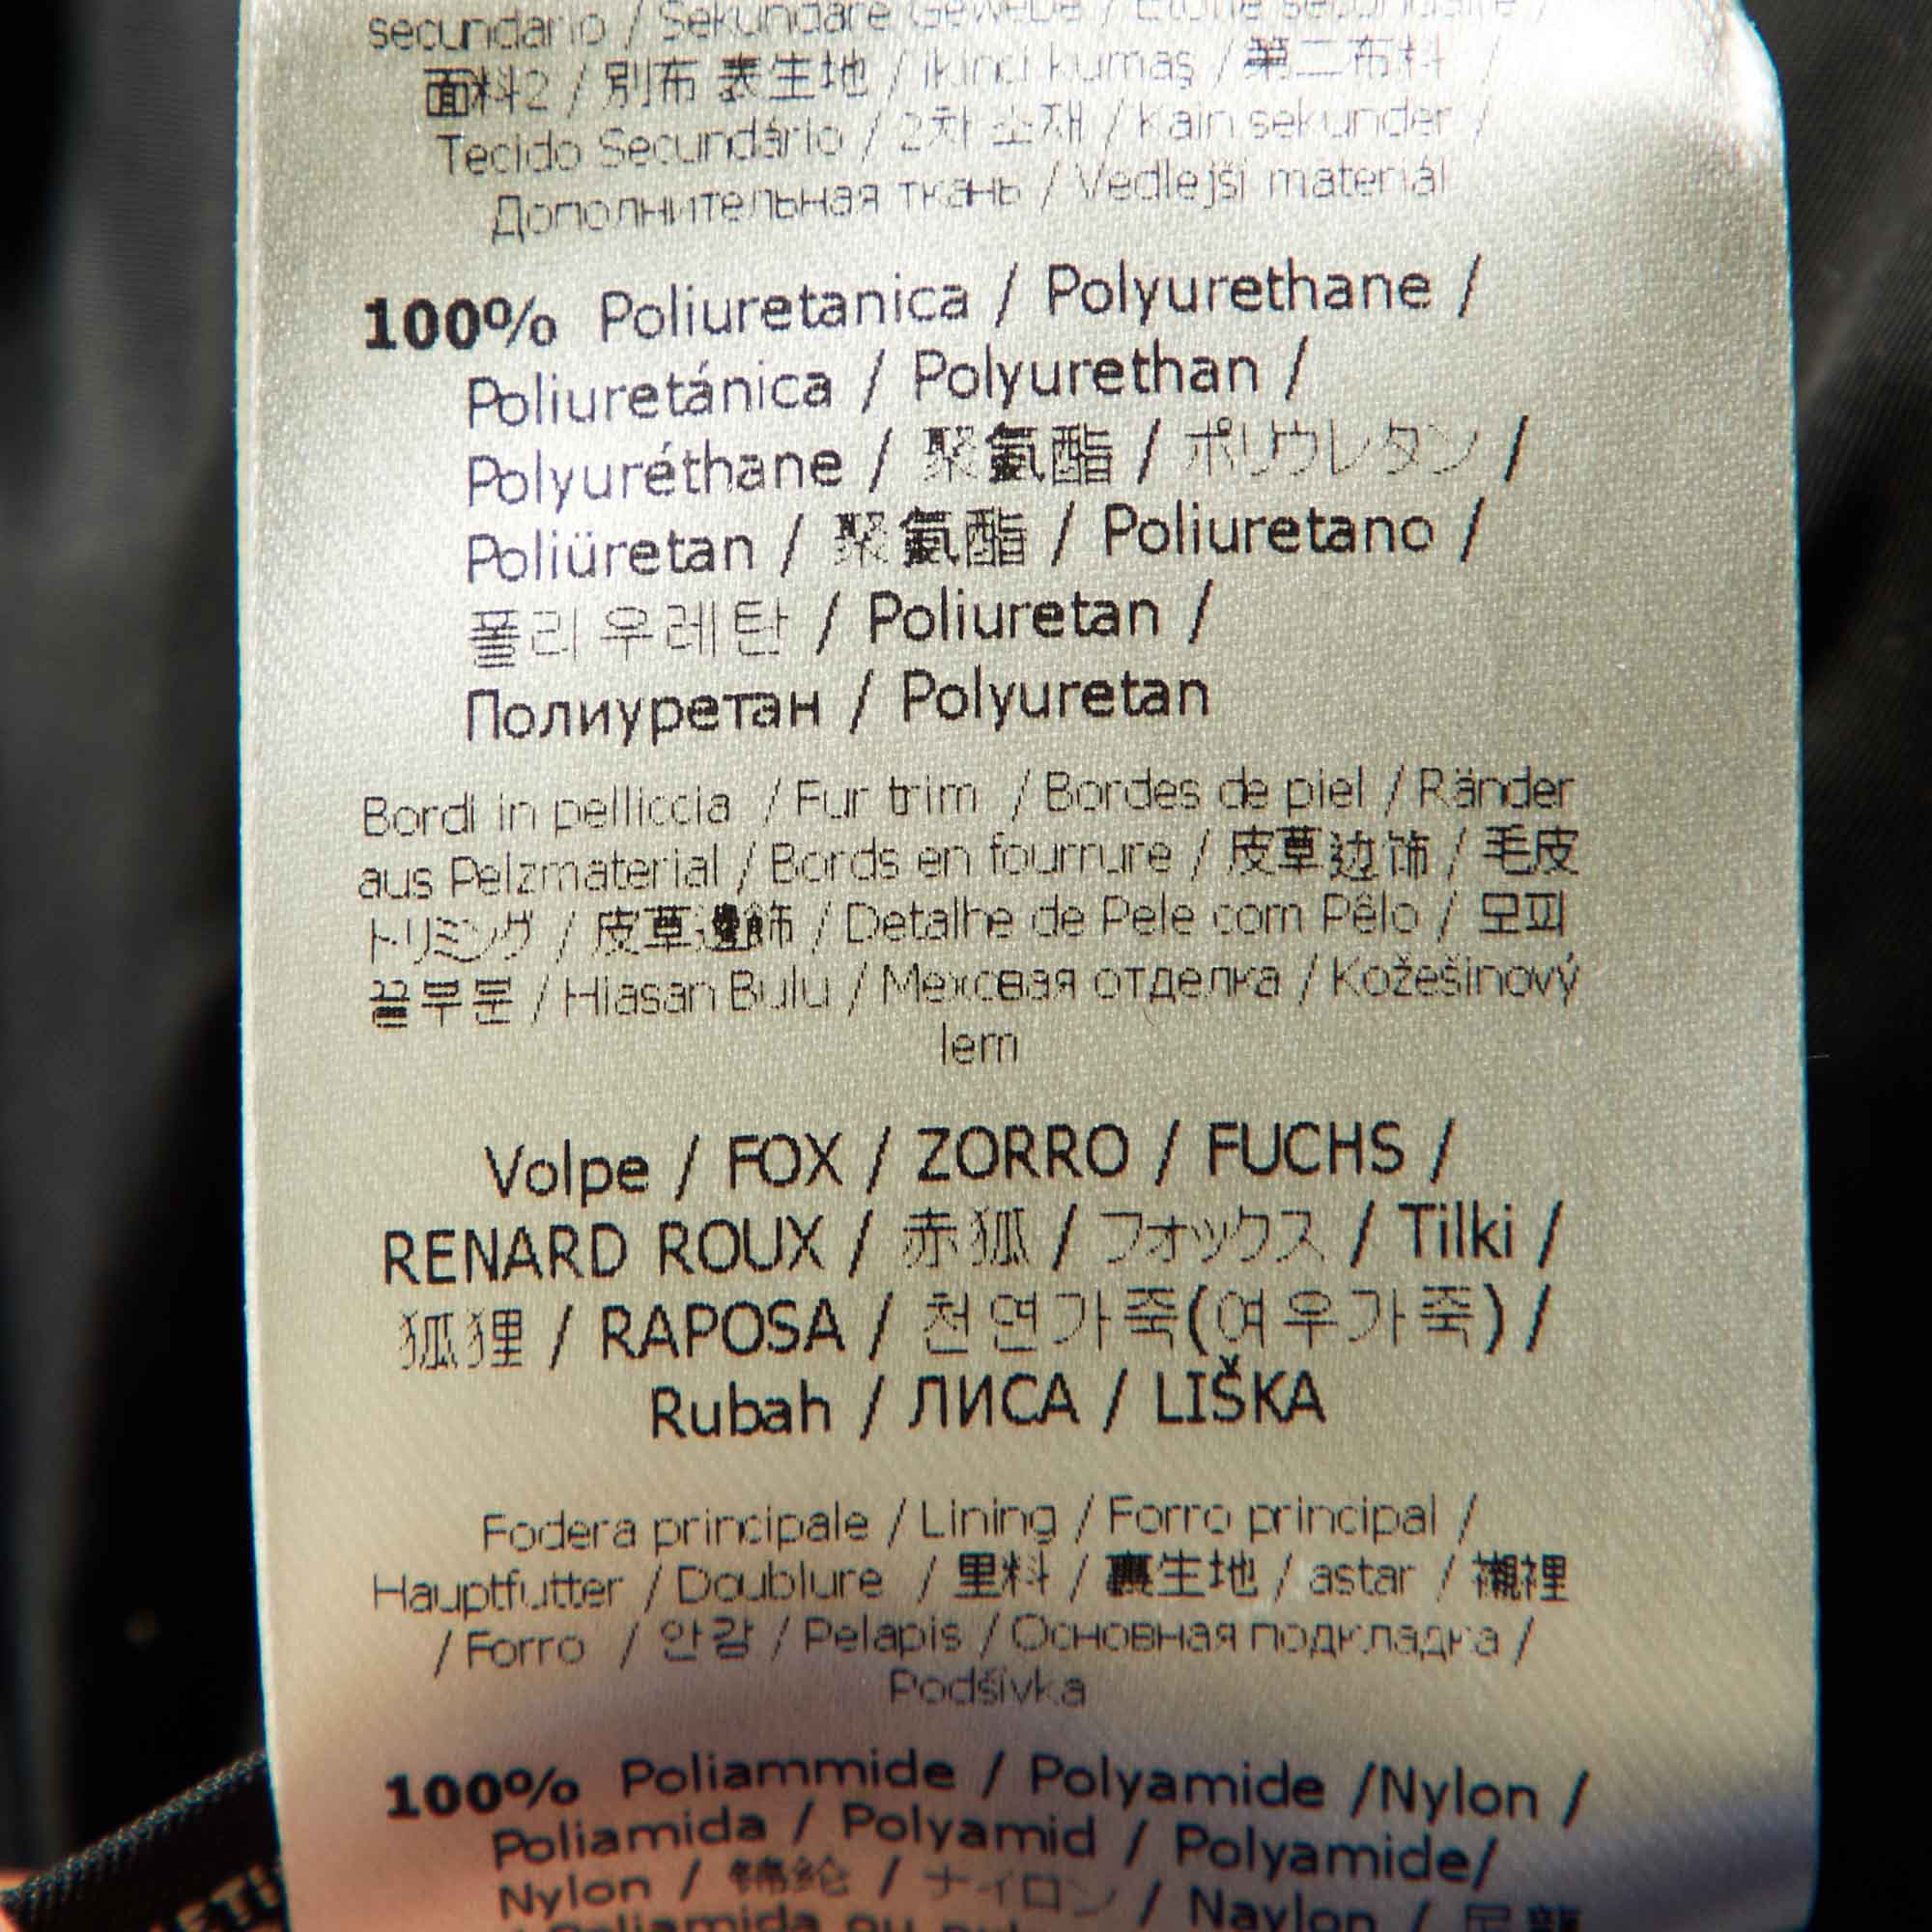 secundario / Sekundäre Gewebe / Étoffe secondaire /
面料2 / 別布 表生地 / ikinci kumaş / 第二布料 /
Tecido Secundário / 2차 소재 / Kain sekunder /
Дополнительная ткань / Vedlejší materiál
100% Poliuretanica / Polyurethane /
Poliuretánica / Polyurethan /
Polyuréthane / 聚氨酯 / ポリウレタン /
Poliüretan / 聚氨酯 / Poliuretano /
폴리우레탄 / Poliuretan /
Полиуретан / Polyuretan
Bordi in pelliccia / Fur trim / Bordes de piel / Ränder
aus Pelzmaterial / Bords en fourrure / 皮草边饰 / 毛皮
トリミング / 皮草邊飾 / Detalhe de Pele com Pêlo / 모피
끝부분 / Hiasan Bulu / Меховая отделка / Kožešinový
lem
Volpe / FOX / ZORRO / FUCHS /
RENARD ROUX / 赤狐 / フォックス / Tilki /
狐狸 / RAPOSA / 천연가죽(여우가죽) /
Rubah / ЛИСА / LIŠKA
Fodera principale / Lining / Forro principal /
Hauptfutter / Doublure / 里料 / 裏生地 / astar / 襯裡
/ Forro / 안감 / Pelapis / Основная подкладка /
Podšívka
100% Poliammide / Polyamide /Nylon /
Poliamida / Polyamid / Polyamide/
Nylon / 锦纶 / ナイロン / Naylon / 尼龍
/ Poliamida ou